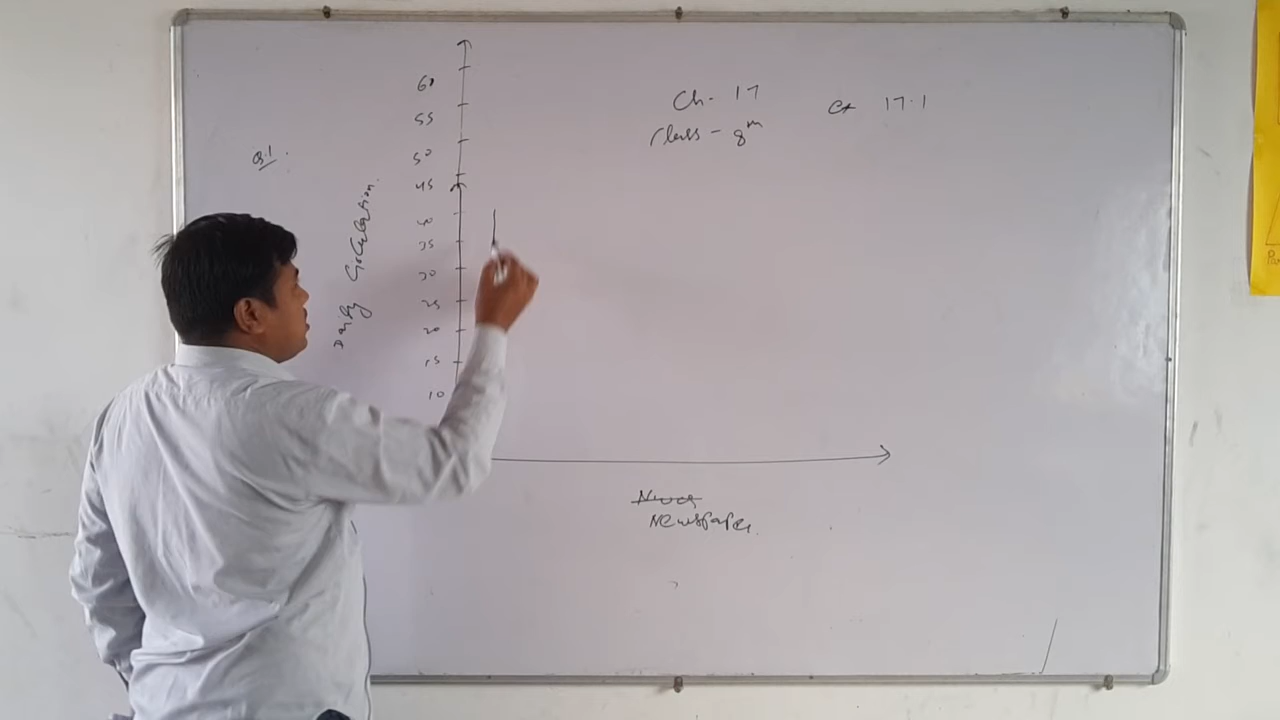 Ch- 17
Ex 17.1
Class - 8th
Q.1
60
55
50
45
40
35
30
25
20
15
10
Daily Circulation.
Newspaper.